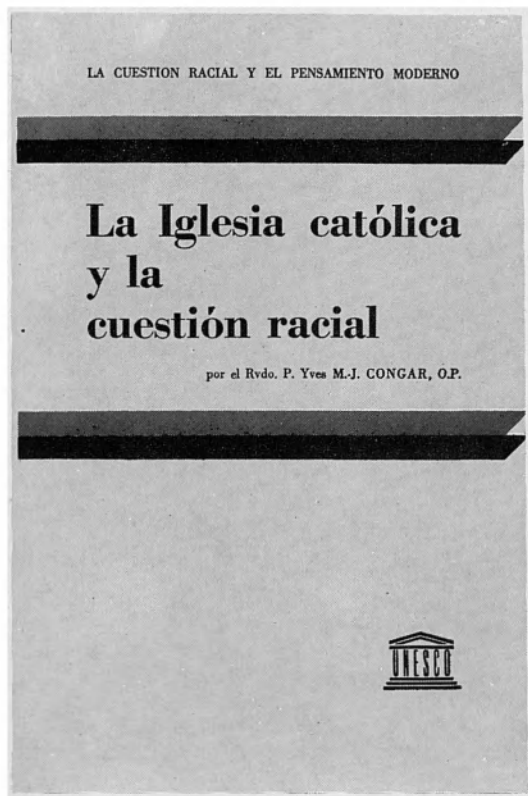 LA CUESTION RACIAL Y EL PENSAMIENTO MODERNO
La Iglesia católica
y la
cuestión racial
por el Rvdo. P. Yves M.-J. CONGAR, O.P.
UNESCO